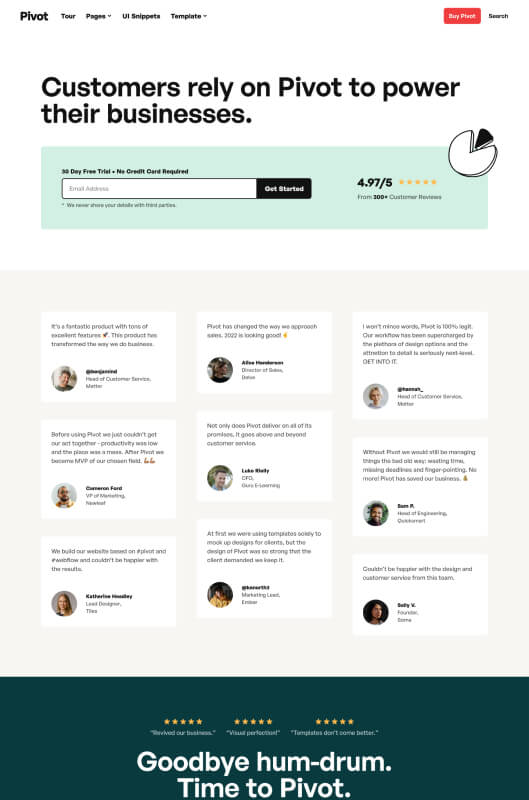 Pivot Tour Pages UI Snippets Template Buy Pivot Search
Customers rely on Pivot to power
their businesses.
30 Day Free Trial • No Credit Card Required
Email Address Get Started
* We never share your details with third parties.
4.97/5
From 300+ Customer Reviews
It's a fantastic product with tons of
excellent features 🚀. This product has
transformed the way we do business.
@benjamind
Head of Customer Service,
Matter
Before using Pivot we just couldn't get
our act together - productivity was low
and the place was a mess. After Pivot we
became MVP of our chosen field. 💪🏾💪🏾
Cameron Ford
VP of Marketing,
Newleaf
We build our website based on #pivot and
#webflow and couldn't be happier with
the results.
Katherine Headley
Lead Designer,
Tiles
Pivot has changed the way we approach
sales. 2022 is looking good! 🤙
Ailsa Henderson
Director of Sales,
Delve
Not only does Pivot deliver on all of its
promises, it goes above and beyond
customer service.
Luke Kielly
CFO,
Guru E-Learning
At first we were using templates solely to
mock up designs for clients, but the
design of Pivot was so strong that the
client demanded we keep it.
Marketing Lead,
Ember
I won't mince words, Pivot is 100% legit.
Our workflow has been supercharged by
the plethora of design options and the
attnetion to detail is seriously next-level.
GET INTO IT.
@hannah_
Head of Customer Service,
Matter
Without Pivot we would still be managing
things the bad old way; wasting time,
missing deadlines and finger-pointing. No
more! Pivot has saved our business.
Sam P.
Head of Engineering,
Quicksmart
Couldn't be happier with the design and
customer service from this team.
Sally V.
Founder,
Soma
"Revived our business." "Visual perfection!" "Templates don't come better."
Goodbye hum-drum.
Time to Pivot.